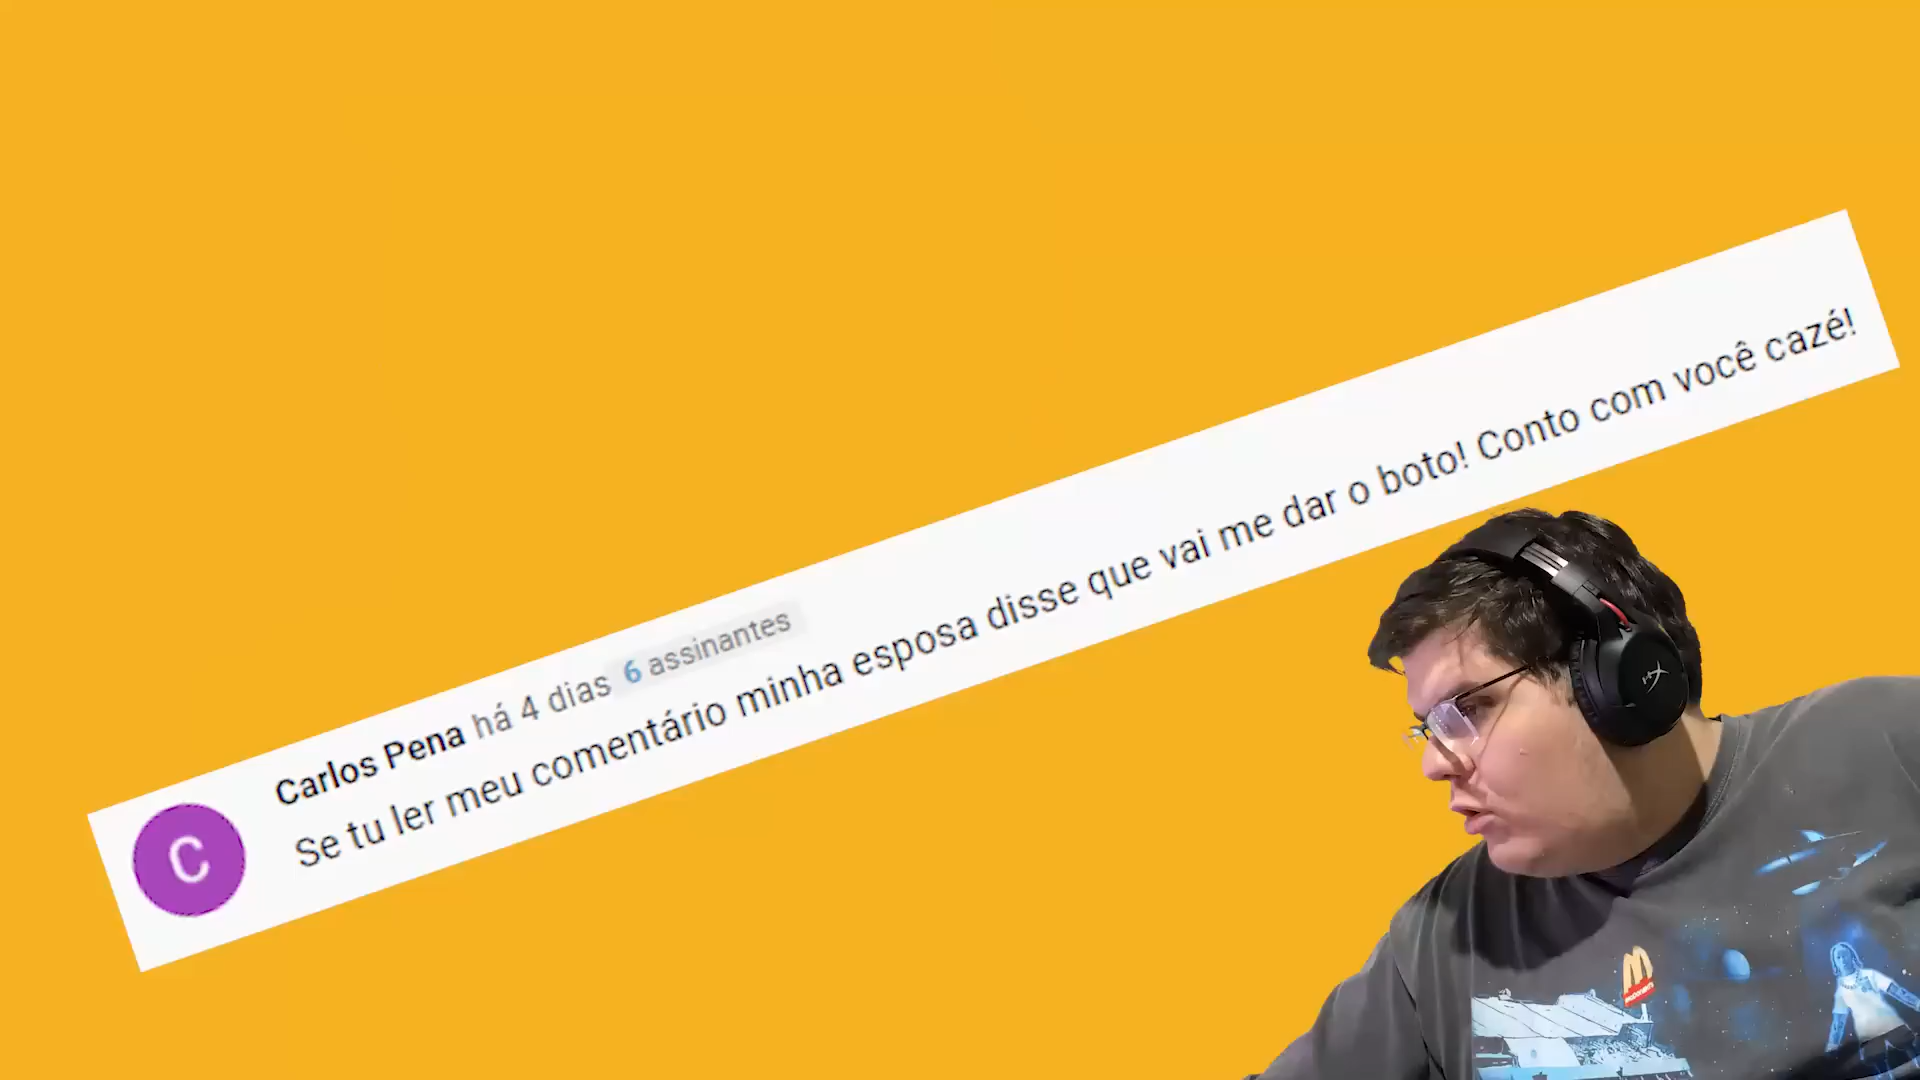 Carlos Pena há 4 dias 6 assinantes
Se tu ler meu comentário minha esposa disse que vai me dar o boto! Conto com você cazé!
C
McDonald's